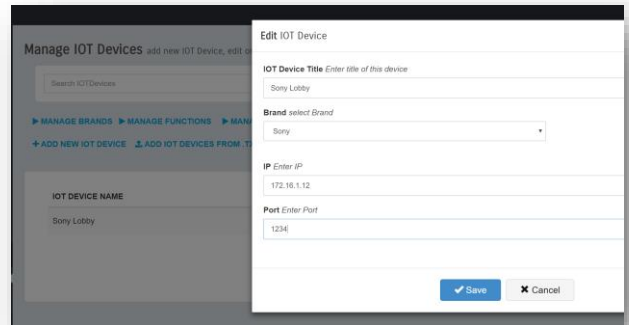 Edit IOT Device
Manage IOT Devices add new IOT Device, edit o
IOT Device Title Enter title of this device
Search IOTDevices
Sony Lobby
Brand select Brand
MANAGE BRANDS MANAGE FUNCTIONS MAN
Sony
+ ADD NEW IOT DEVICE ADD IOT DEVICES FROM .T
IP Enter IP
172.16.1.12
IOT DEVICE NAME
Port Enter Port
Sony Lobby
1234
Save Cancel